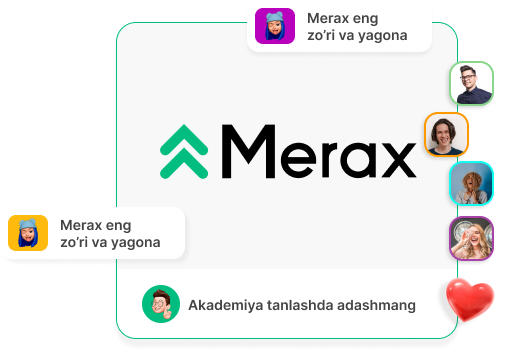 Merax eng
zo’ri va yagona
Merax
Merax eng
zo’ri va yagona
Akademiya tanlashda adashmang